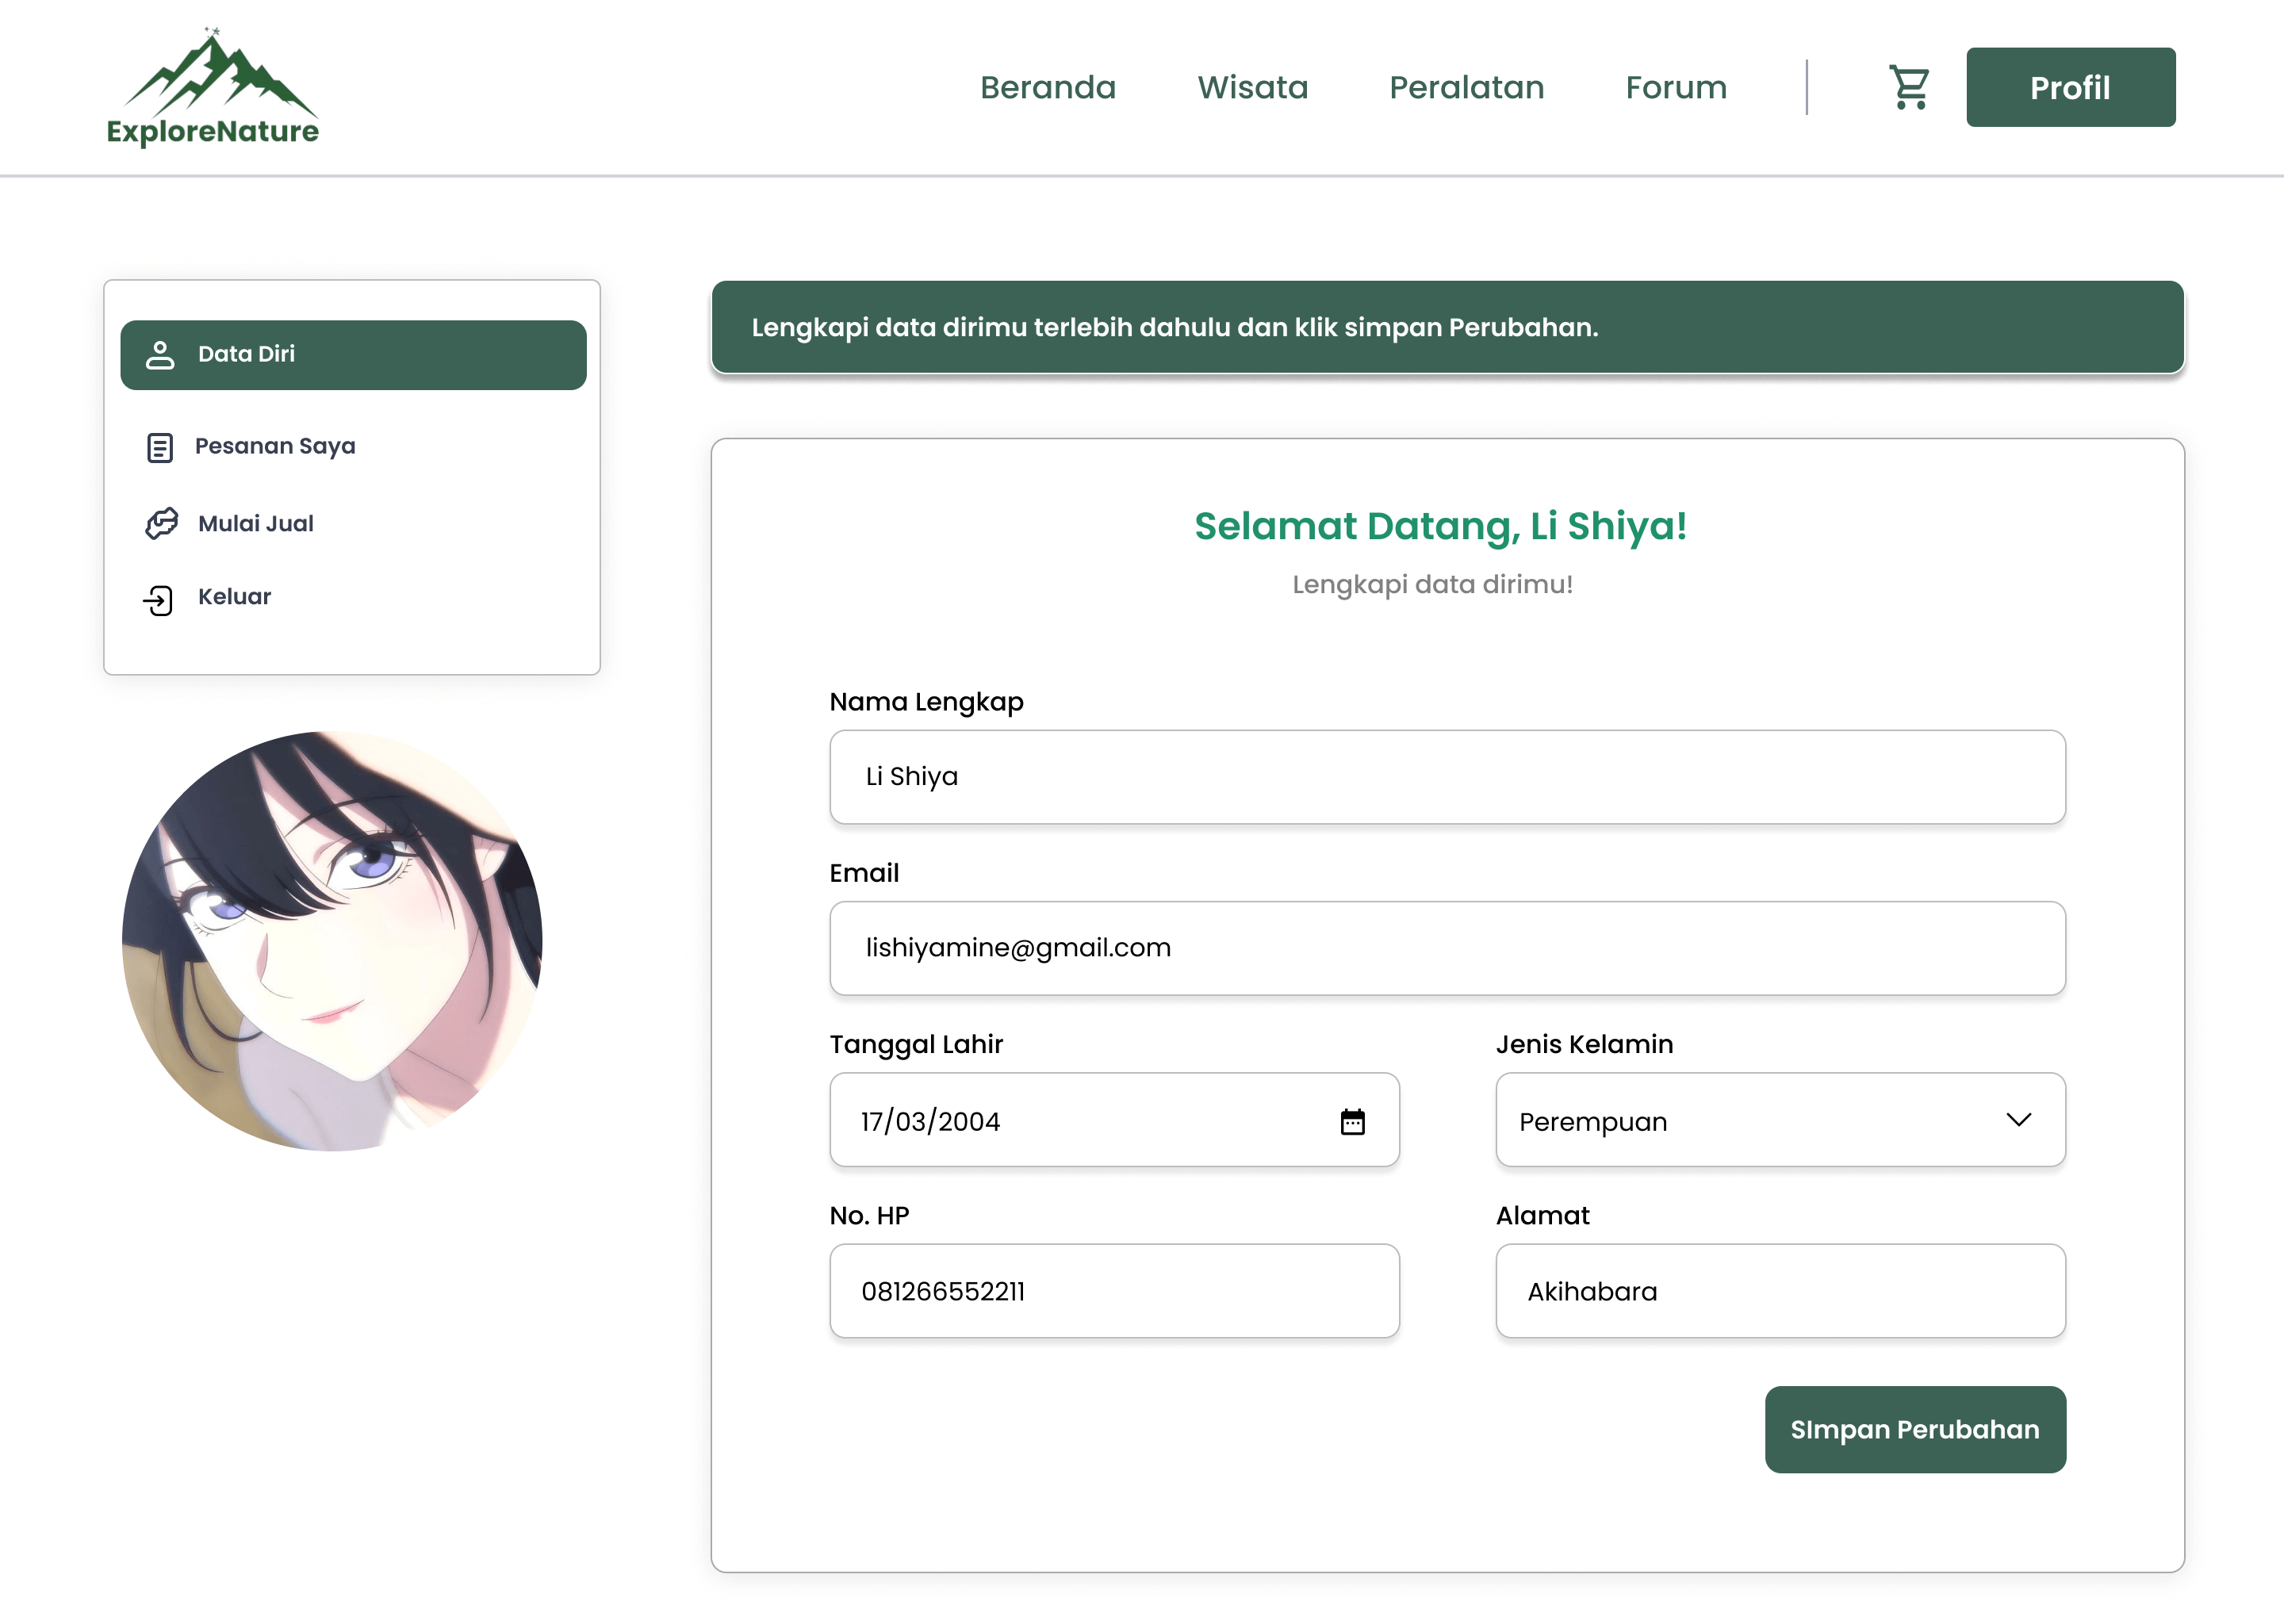 ExploreNature
Beranda Wisata Peralatan Forum Profil
Data Diri
Pesanan Saya
Mulai Jual
Keluar
Lengkapi data dirimu terlebih dahulu dan klik simpan Perubahan.
Selamat Datang, Li Shiya!
Lengkapi data dirimu!
Nama Lengkap
Li Shiya
Email
lishiyamine@gmail.com
Tanggal Lahir
17/03/2004
Jenis Kelamin
Perempuan
No. HP
081266552211
Alamat
Akihabara
SImpan Perubahan